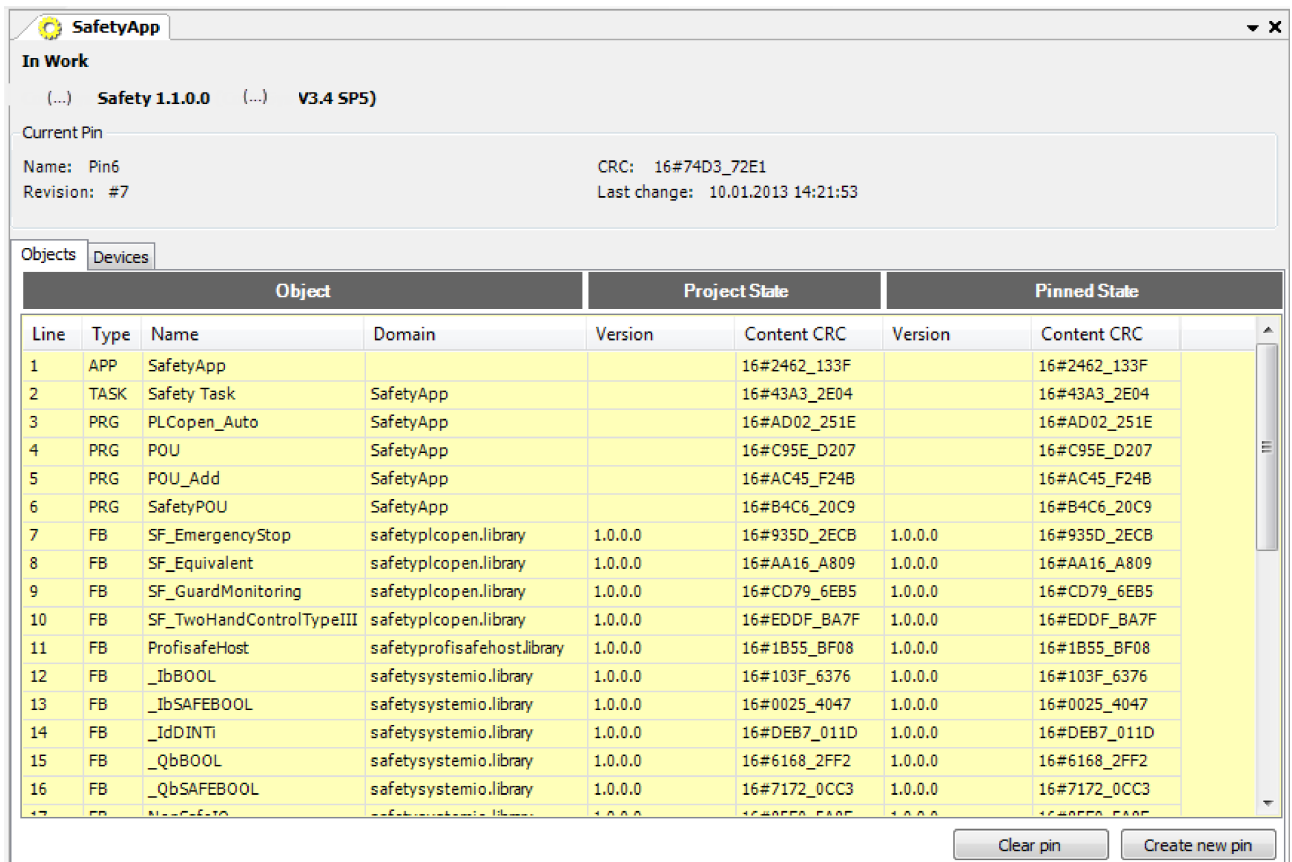 SafetyApp
In Work
(...) Safety 1.1.0.0 (...) V3.4 SP5)
Current Pin
Name: Pin6 CRC: 16#74D3_72E1
Revision: #7 Last change: 10.01.2013 14:21:53
Objects Devices
Object Project State Pinned State
Line Type Name Domain Version Content CRC Version Content CRC
1 APP SafetyApp 16#2462_133F 16#2462_133F
2 TASK Safety Task SafetyApp 16#43A3_2E04 16#43A3_2E04
3 PRG PLCopen_Auto SafetyApp 16#AD02_251E 16#AD02_251E
4 PRG POU SafetyApp 16#C95E_D207 16#C95E_D207
5 PRG POU_Add SafetyApp 16#AC45_F24B 16#AC45_F24B
6 PRG SafetyPOU SafetyApp 16#B4C6_20C9 16#B4C6_20C9
7 FB SF_EmergencyStop safetyplcopen.library 1.0.0.0 16#935D_2ECB 1.0.0.0 16#935D_2ECB
8 FB SF_Equivalent safetyplcopen.library 1.0.0.0 16#AA16_A809 1.0.0.0 16#AA16_A809
9 FB SF_GuardMonitoring safetyplcopen.library 1.0.0.0 16#CD79_6EB5 1.0.0.0 16#CD79_6EB5
10 FB SF_TwoHandControlTypeIII safetyplcopen.library 1.0.0.0 16#EDDF_BA7F 1.0.0.0 16#EDDF_BA7F
11 FB ProfisafeHost safetyprofisafehost.library 1.0.0.0 16#1B55_BF08 1.0.0.0 16#1B55_BF08
12 FB _IbBOOL safetysystemio.library 1.0.0.0 16#103F_6376 1.0.0.0 16#103F_6376
13 FB _IbSAFEBOOL safetysystemio.library 1.0.0.0 16#0025_4047 1.0.0.0 16#0025_4047
14 FB _IdDINTi safetysystemio.library 1.0.0.0 16#DEB7_011D 1.0.0.0 16#DEB7_011D
15 FB _QbBOOL safetysystemio.library 1.0.0.0 16#6168_2FF2 1.0.0.0 16#6168_2FF2
16 FB _QbSAFEBOOL safetysystemio.library 1.0.0.0 16#7172_0CC3 1.0.0.0 16#7172_0CC3
17 FB safetysystemio.library 1.0.0.0 1.0.0.0
Clear pin Create new pin